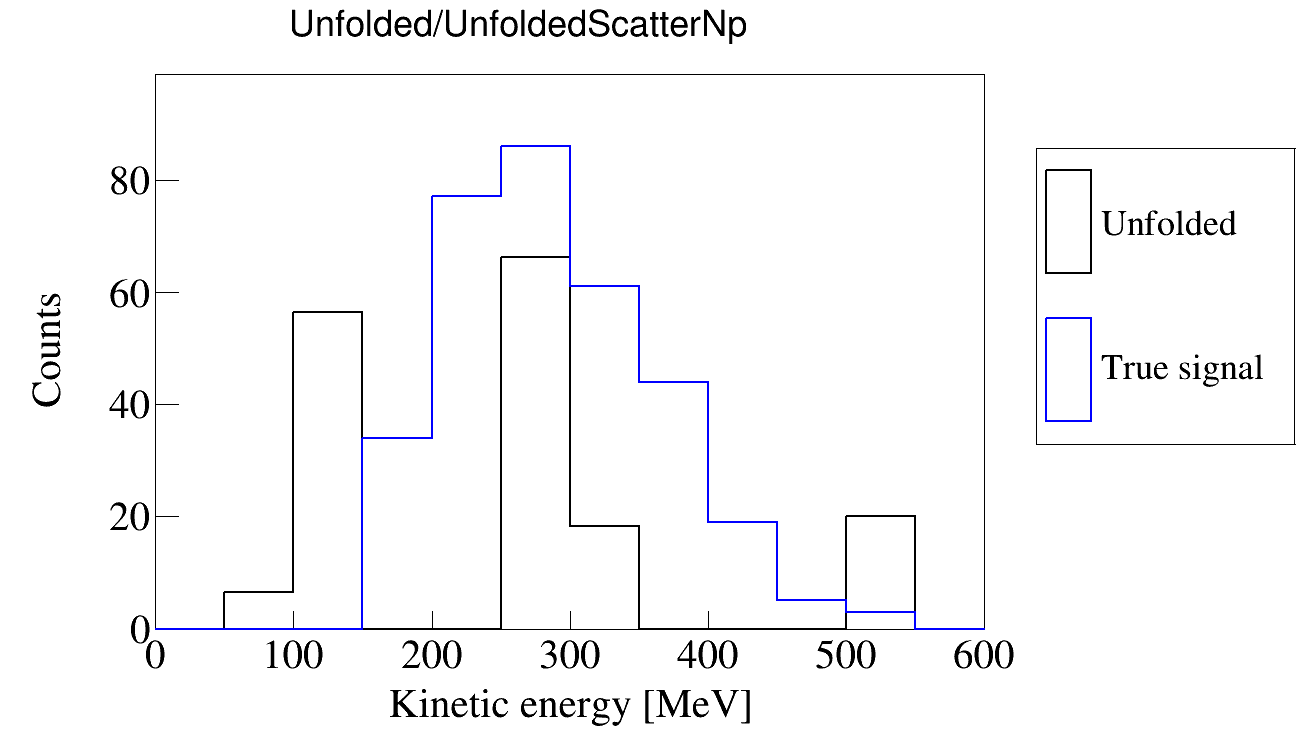 Unfolded/UnfoldedScatterNp
80
60
40
20
0
0 100 200 300 400 500 600
Kinetic energy [MeV]
Counts
Unfolded
True signal